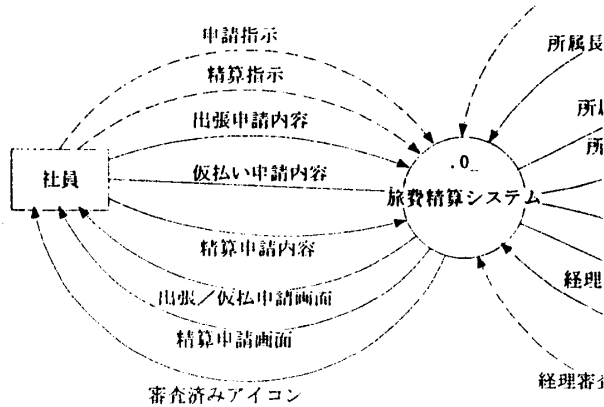 申請指示
所属長
精算指示
出張申請内容
所
.0_
社員
仮払い申請内容
旅費精算システム
精算申請内容
経理
出張／仮払申請画面
精算申請画面
経理審査
審査済みアイコン